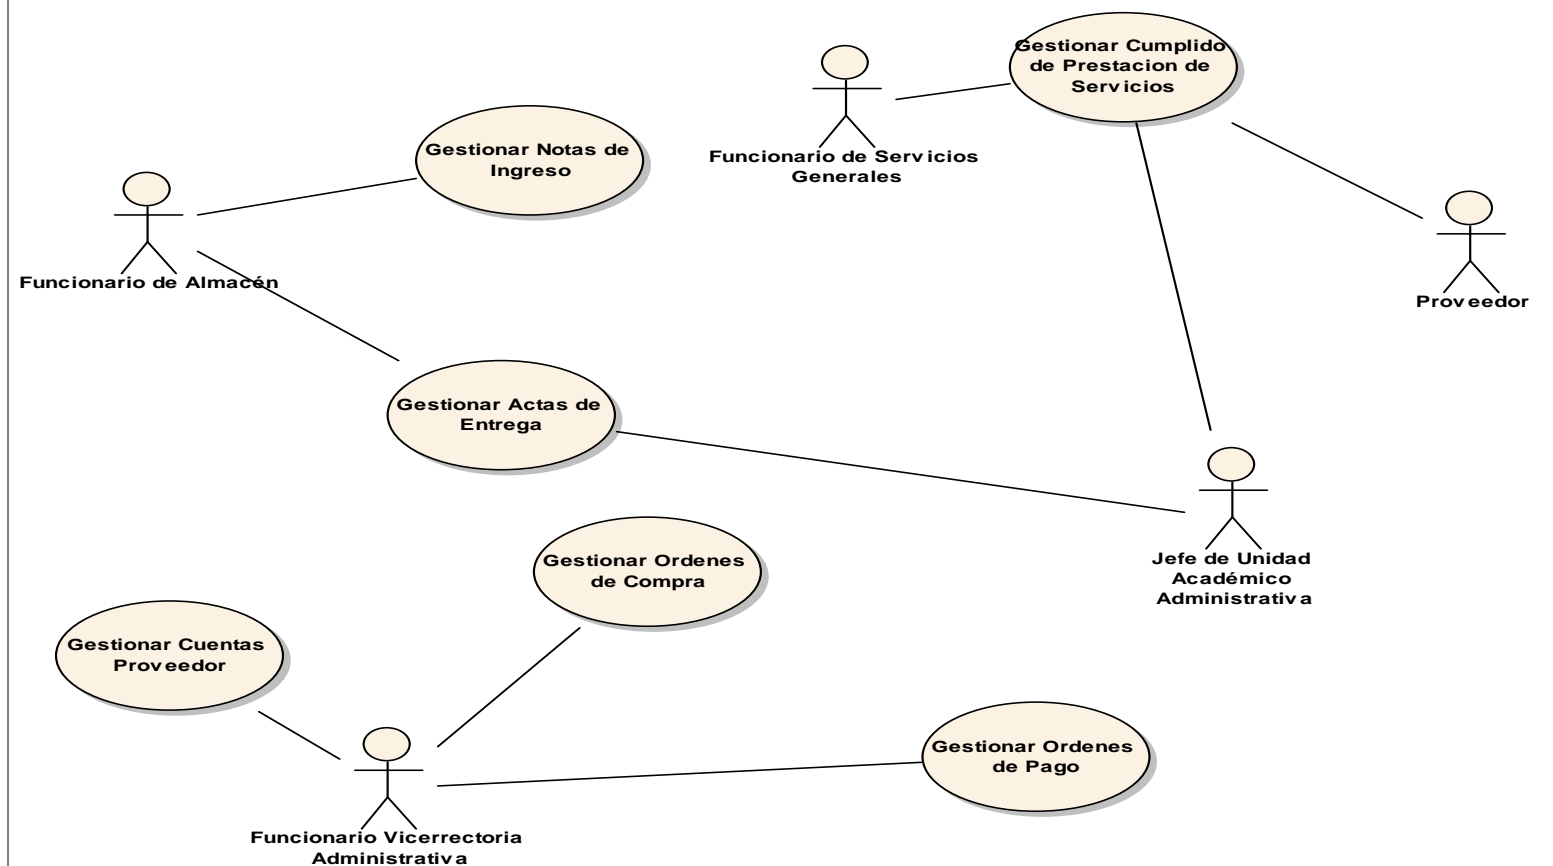 Gestionar Cumplido
de Prestacion de
Servicios
Gestionar Notas de
Ingreso
Funcionario de Servicios
Generales
Funcionario de Almacén
Proveedor
Gestionar Actas de
Entrega
Gestionar Ordenes
de Compra
Jefe de Unidad
Académico
Administrativa
Gestionar Cuentas
Proveedor
Gestionar Ordenes
de Pago
Funcionario Vicerrectoria
Administrativa